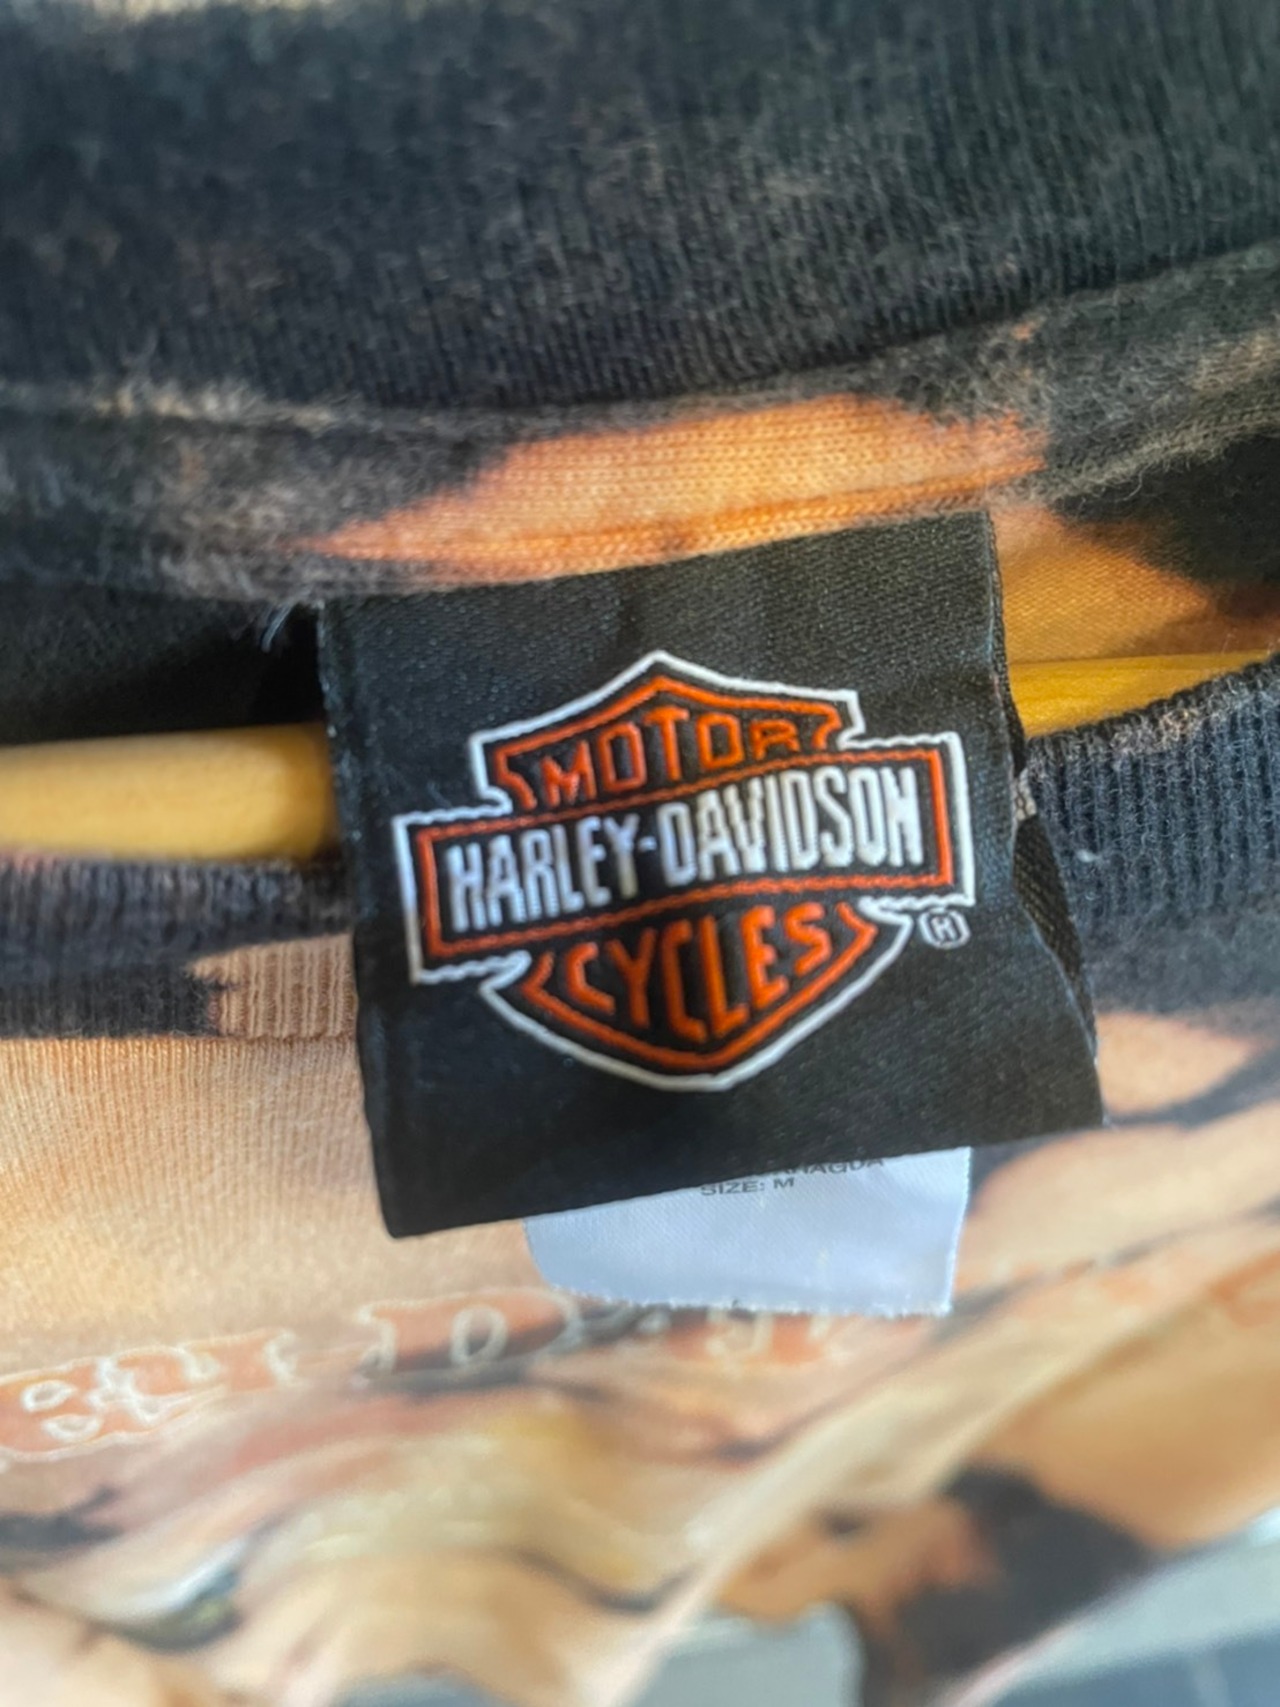 MOTOR
HARLEY-DAVIDSON
CYCLES
®
SIZE: M